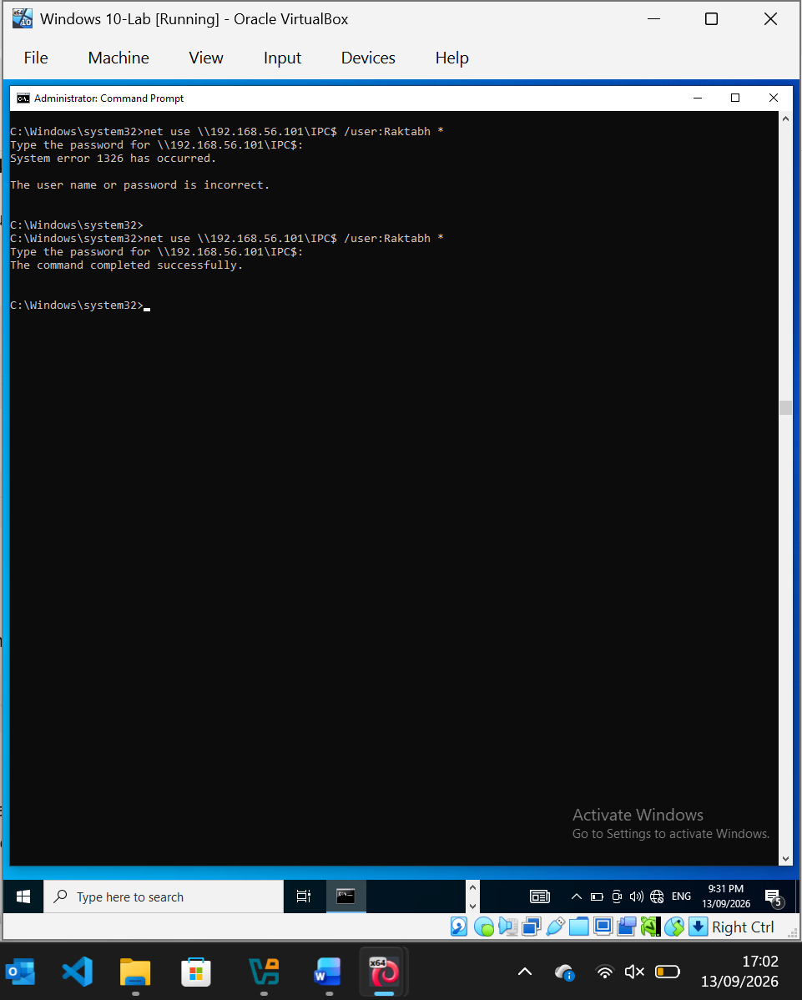 Windows 10-Lab [Running] - Oracle VirtualBox
File Machine View Input Devices Help
Administrator: Command Prompt
C:\Windows\system32>net use \\192.168.56.101\IPC$ /user:Raktabh *
Type the password for \\192.168.56.101\IPC$:
System error 1326 has occurred.
The user name or password is incorrect.
C:\Windows\system32>
C:\Windows\system32>net use \\192.168.56.101\IPC$ /user:Raktabh *
Type the password for \\192.168.56.101\IPC$:
The command completed successfully.
C:\Windows\system32>
Activate Windows
Go to Settings to activate Windows.
Type here to search
ENG
9:31 PM
13/09/2026
5
Right Ctrl
17:02
13/09/2026